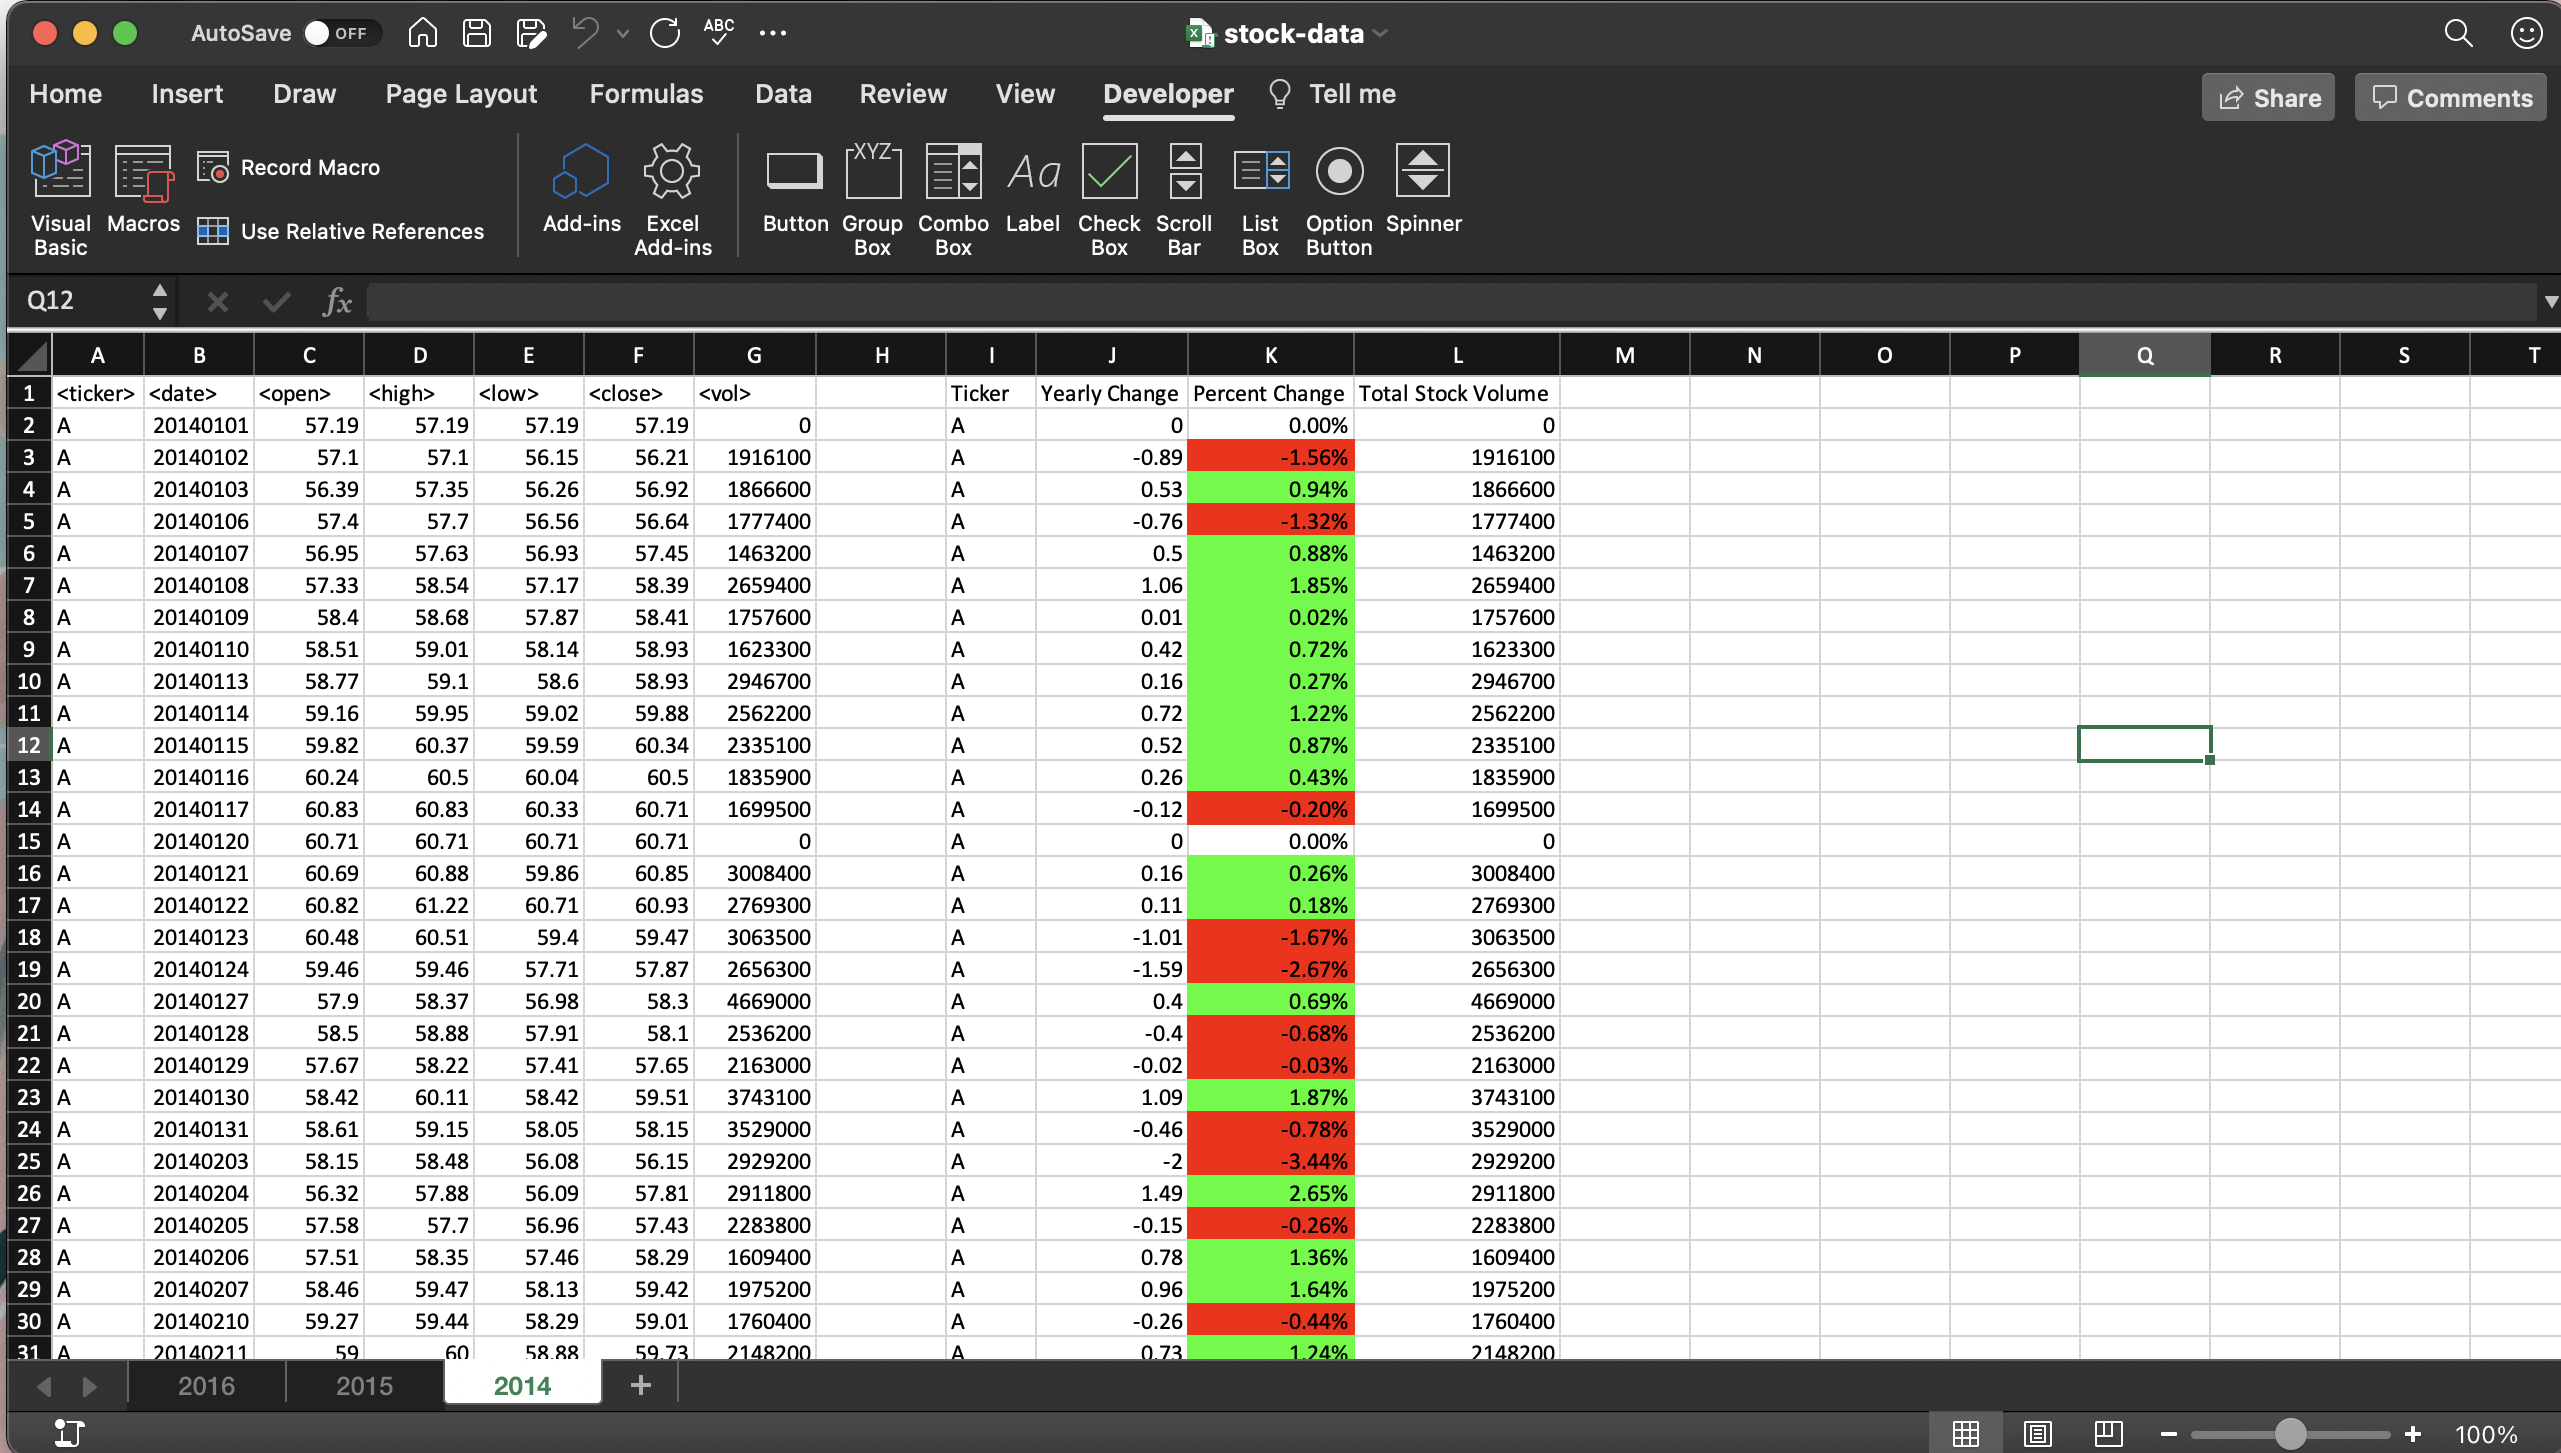 AutoSave OFF ABC stock-data
Home Insert Draw Page Layout Formulas Data Review View Developer Tell me Share Comments
Visual Basic Macros Record Macro Use Relative References Add-ins Excel Add-ins Button XYZ Group Box Combo Box Aa Label Check Box Scroll Bar List Box Option Button Spinner
Q12 fx
A B C D E F G H I J K L M N O P Q R S T
1 <ticker> <date> <open> <high> <low> <close> <vol> Ticker Yearly Change Percent Change Total Stock Volume
2 A 20140101 57.19 57.19 57.19 57.19 0 A 0 0.00% 0
3 A 20140102 57.1 57.1 56.15 56.21 1916100 A -0.89 -1.56% 1916100
4 A 20140103 56.39 57.35 56.26 56.92 1866600 A 0.53 0.94% 1866600
5 A 20140106 57.4 57.7 56.56 56.64 1777400 A -0.76 -1.32% 1777400
6 A 20140107 56.95 57.63 56.93 57.45 1463200 A 0.5 0.88% 1463200
7 A 20140108 57.33 58.54 57.17 58.39 2659400 A 1.06 1.85% 2659400
8 A 20140109 58.4 58.68 57.87 58.41 1757600 A 0.01 0.02% 1757600
9 A 20140110 58.51 59.01 58.14 58.93 1623300 A 0.42 0.72% 1623300
10 A 20140113 58.77 59.1 58.6 58.93 2946700 A 0.16 0.27% 2946700
11 A 20140114 59.16 59.95 59.02 59.88 2562200 A 0.72 1.22% 2562200
12 A 20140115 59.82 60.37 59.59 60.34 2335100 A 0.52 0.87% 2335100
13 A 20140116 60.24 60.5 60.04 60.5 1835900 A 0.26 0.43% 1835900
14 A 20140117 60.83 60.83 60.33 60.71 1699500 A -0.12 -0.20% 1699500
15 A 20140120 60.71 60.71 60.71 60.71 0 A 0 0.00% 0
16 A 20140121 60.69 60.88 59.86 60.85 3008400 A 0.16 0.26% 3008400
17 A 20140122 60.82 61.22 60.71 60.93 2769300 A 0.11 0.18% 2769300
18 A 20140123 60.48 60.51 59.4 59.47 3063500 A -1.01 -1.67% 3063500
19 A 20140124 59.46 59.46 57.71 57.87 2656300 A -1.59 -2.67% 2656300
20 A 20140127 57.9 58.37 56.98 58.3 4669000 A 0.4 0.69% 4669000
21 A 20140128 58.5 58.88 57.91 58.1 2536200 A -0.4 -0.68% 2536200
22 A 20140129 57.67 58.22 57.41 57.65 2163000 A -0.02 -0.03% 2163000
23 A 20140130 58.42 60.11 58.42 59.51 3743100 A 1.09 1.87% 3743100
24 A 20140131 58.61 59.15 58.05 58.15 3529000 A -0.46 -0.78% 3529000
25 A 20140203 58.15 58.48 56.08 56.15 2929200 A -2 -3.44% 2929200
26 A 20140204 56.32 57.88 56.09 57.81 2911800 A 1.49 2.65% 2911800
27 A 20140205 57.58 57.7 56.96 57.43 2283800 A -0.15 -0.26% 2283800
28 A 20140206 57.51 58.35 57.46 58.29 1609400 A 0.78 1.36% 1609400
29 A 20140207 58.46 59.47 58.13 59.42 1975200 A 0.96 1.64% 1975200
30 A 20140210 59.27 59.44 58.29 59.01 1760400 A -0.26 -0.44% 1760400
31 A 20140211 59 60 58.88 59.73 2148200 A 0.73 1.24% 2148200
2016 2015 2014 +
100%